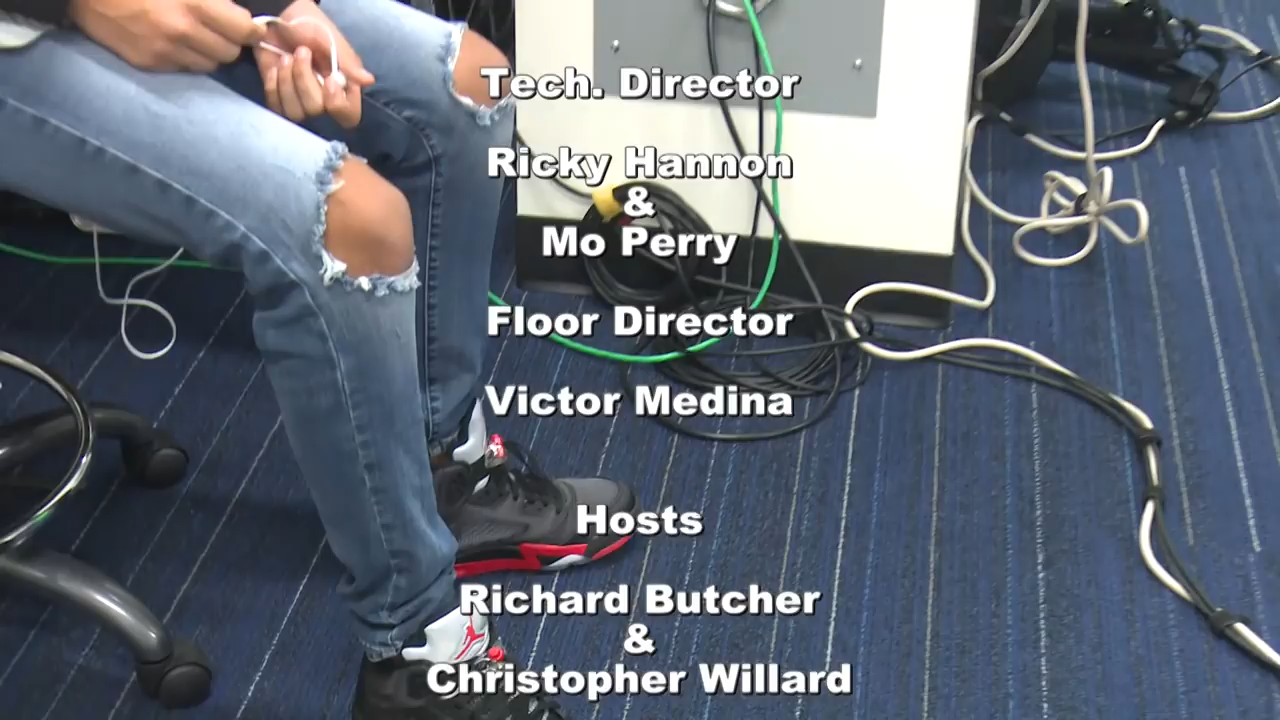 Tech. Director
Ricky Hannon
&
Mo Perry
Floor Director
Victor Medina
Hosts
Richard Butcher
&
Christopher Willard